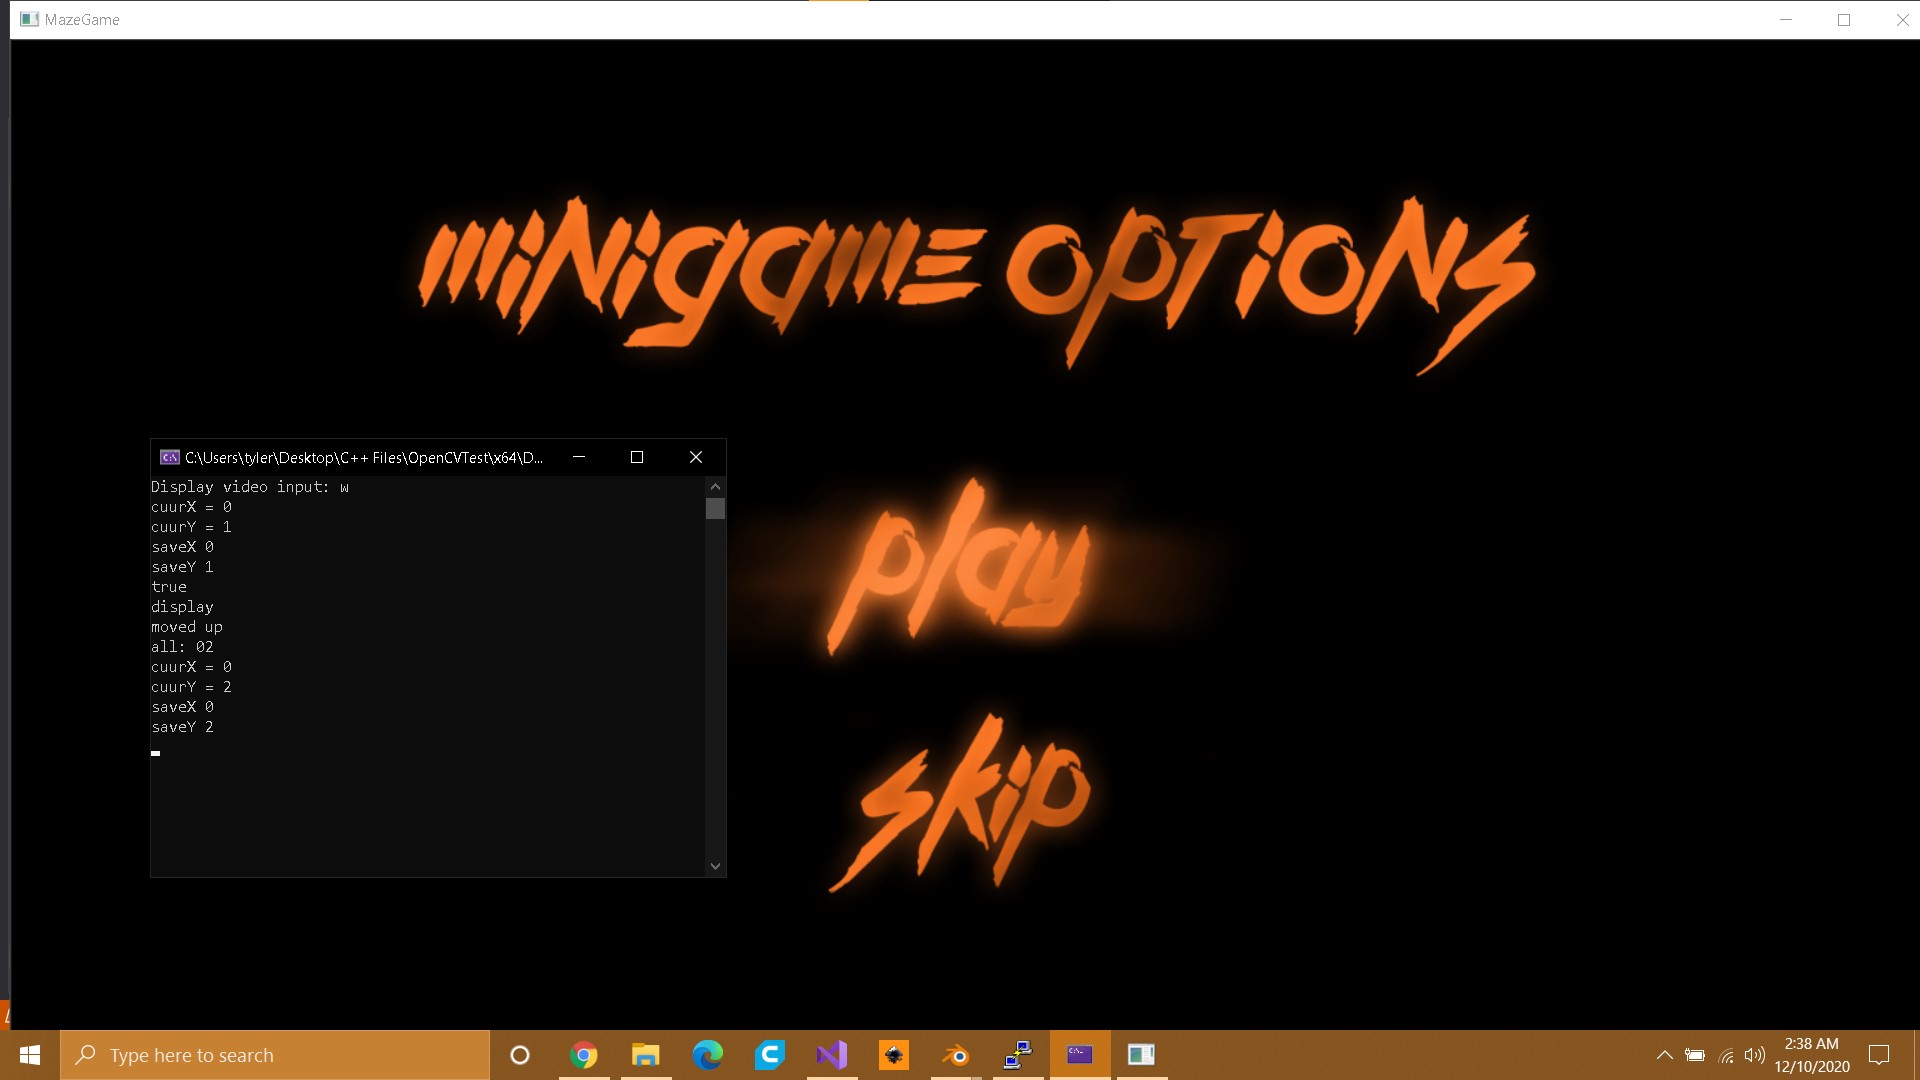 MazeGame
minigame options
C:\Users\tyler\Desktop\C++ Files\OpenCVTest\x64\D...
Display video input: w
cuurX = 0
cuurY = 1
saveX 0
saveY 1
true
display
moved up
all: 02
cuurX = 0
cuurY = 2
saveX 0
saveY 2
play
skip
Type here to search
2:38 AM
12/10/2020